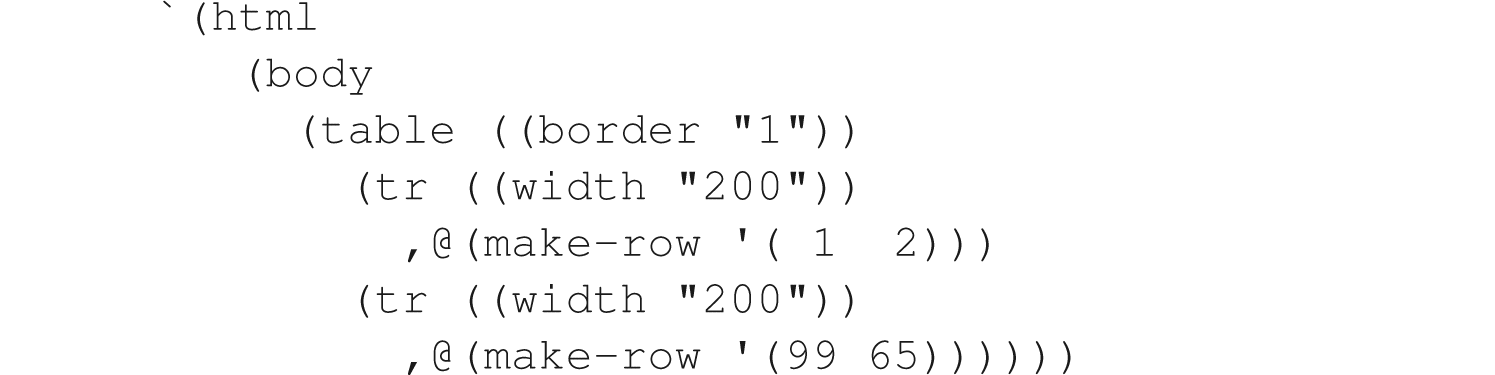 `(html
(body
(table ((border "1"))
(tr ((width "200"))
,@(make-row '( 1  2)))
(tr ((width "200"))
,@(make-row '(99 65))))))